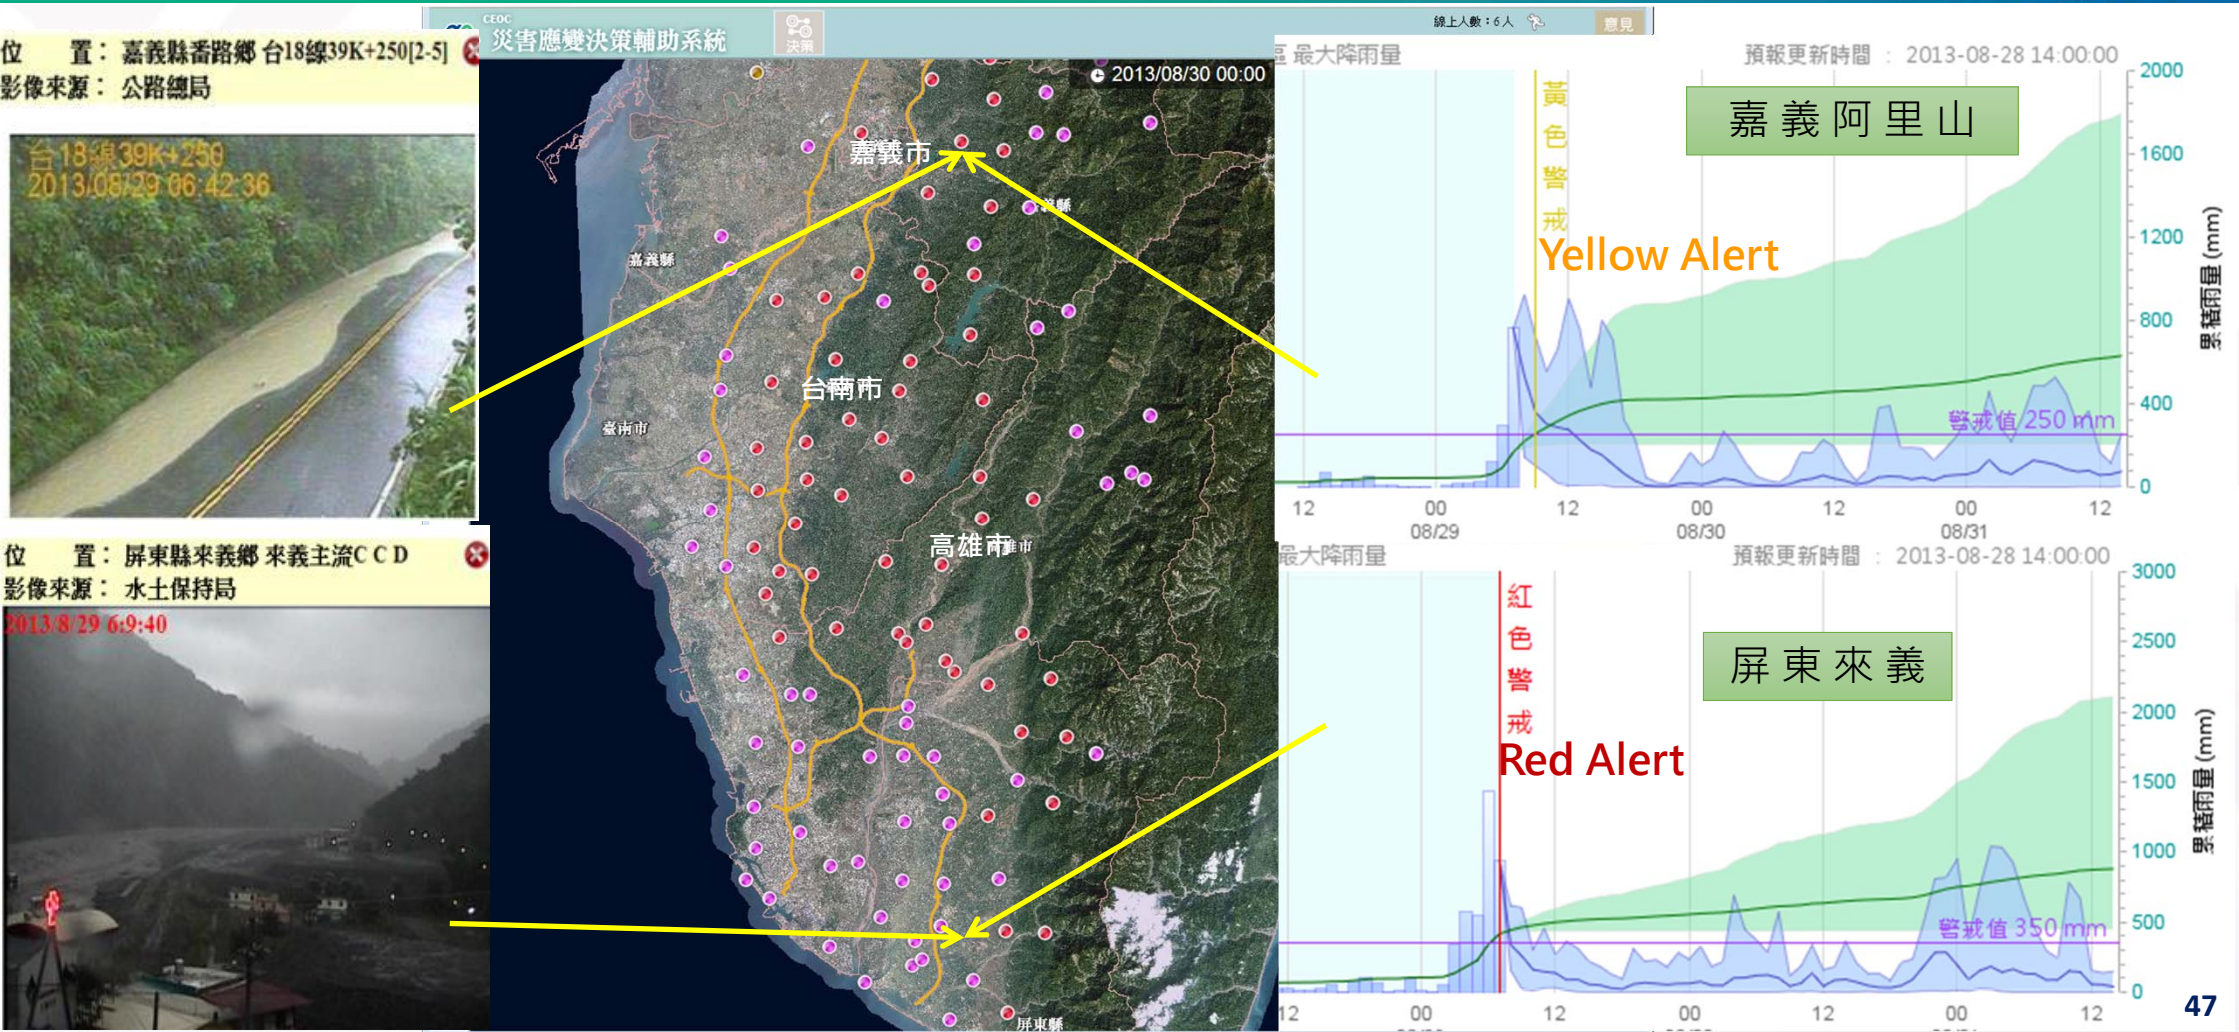 CEOC
災害應變決策輔助系統
決策
線上人數：6人
意見
位 置： 嘉義縣番路鄉 台18線39K+250[2-5]
影像來源： 公路總局
台18線39K+250
2013/08/29 06:42:36
位 置： 屏東縣來義鄉 來義主流CCD
影像來源： 水土保持局
2013/8/29 6:9:40
2013/08/30 00:00
嘉義市
嘉義縣
台南市
臺南市
高雄市
屏東縣
區 最大降雨量
預報更新時間 : 2013-08-28 14:00:00
嘉義阿里山
黃色警戒
Yellow Alert
警戒值 250 mm
2000
1600
1200
800
400
0
累積雨量 (mm)
12 00 12 00 12 00 12
08/29 08/30 08/31
最大降雨量
預報更新時間 : 2013-08-28 14:00:00
屏東來義
紅色警戒
Red Alert
警戒值 350 mm
3000
2500
2000
1500
1000
500
0
累積雨量 (mm)
12 00 12 00 12 00 12
47